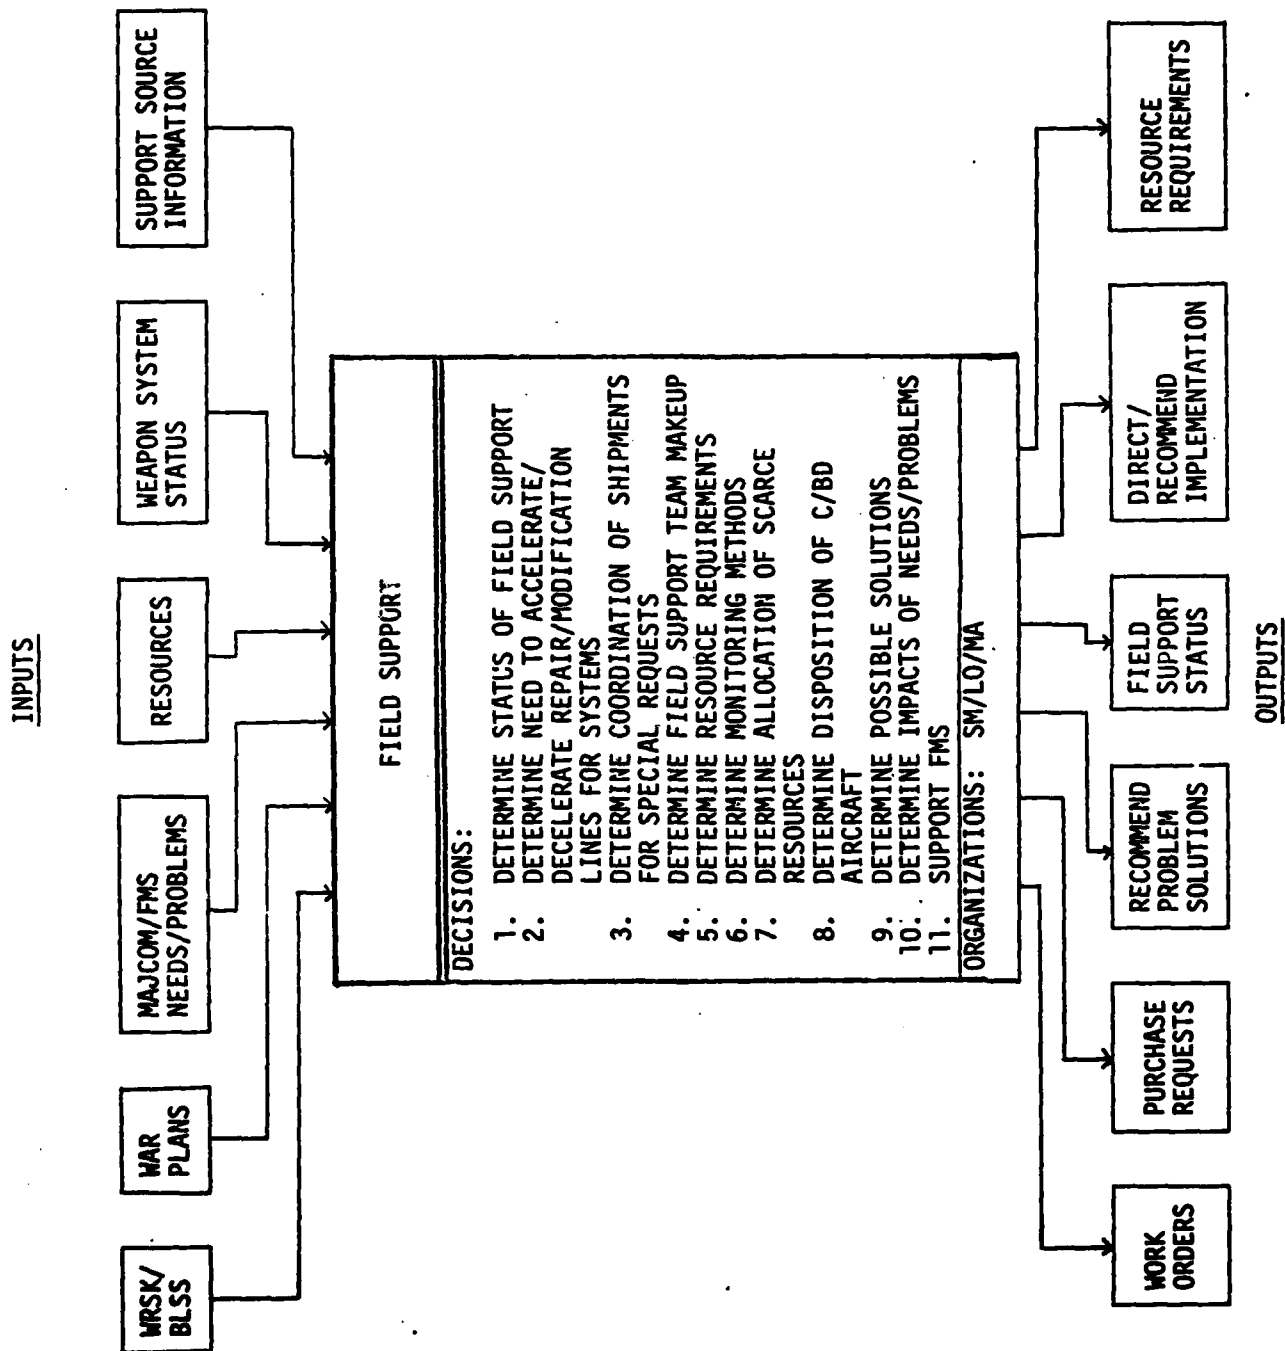 INPUTS
WRSK/
BLSS
WAR
PLANS
MAJCOM/FMS
NEEDS/PROBLEMS
RESOURCES
WEAPON SYSTEM
STATUS
SUPPORT SOURCE
INFORMATION
FIELD SUPPORT
DECISIONS:
1. DETERMINE STATUS OF FIELD SUPPORT
2. DETERMINE NEED TO ACCELERATE/
DECELERATE REPAIR/MODIFICATION
LINES FOR SYSTEMS
3. DETERMINE COORDINATION OF SHIPMENTS
FOR SPECIAL REQUESTS
4. DETERMINE FIELD SUPPORT TEAM MAKEUP
5. DETERMINE RESOURCE REQUIREMENTS
6. DETERMINE MONITORING METHODS
7. DETERMINE ALLOCATION OF SCARCE
RESOURCES
8. DETERMINE DISPOSITION OF C/BD
AIRCRAFT
9. DETERMINE POSSIBLE SOLUTIONS
10. DETERMINE IMPACTS OF NEEDS/PROBLEMS
11. SUPPORT FMS
ORGANIZATIONS: SM/LO/MA
WORK
ORDERS
PURCHASE
REQUESTS
RECOMMEND
PROBLEM
SOLUTIONS
FIELD
SUPPORT
STATUS
DIRECT/
RECOMMEND
IMPLEMENTATION
RESOURCE
REQUIREMENTS
OUTPUTS